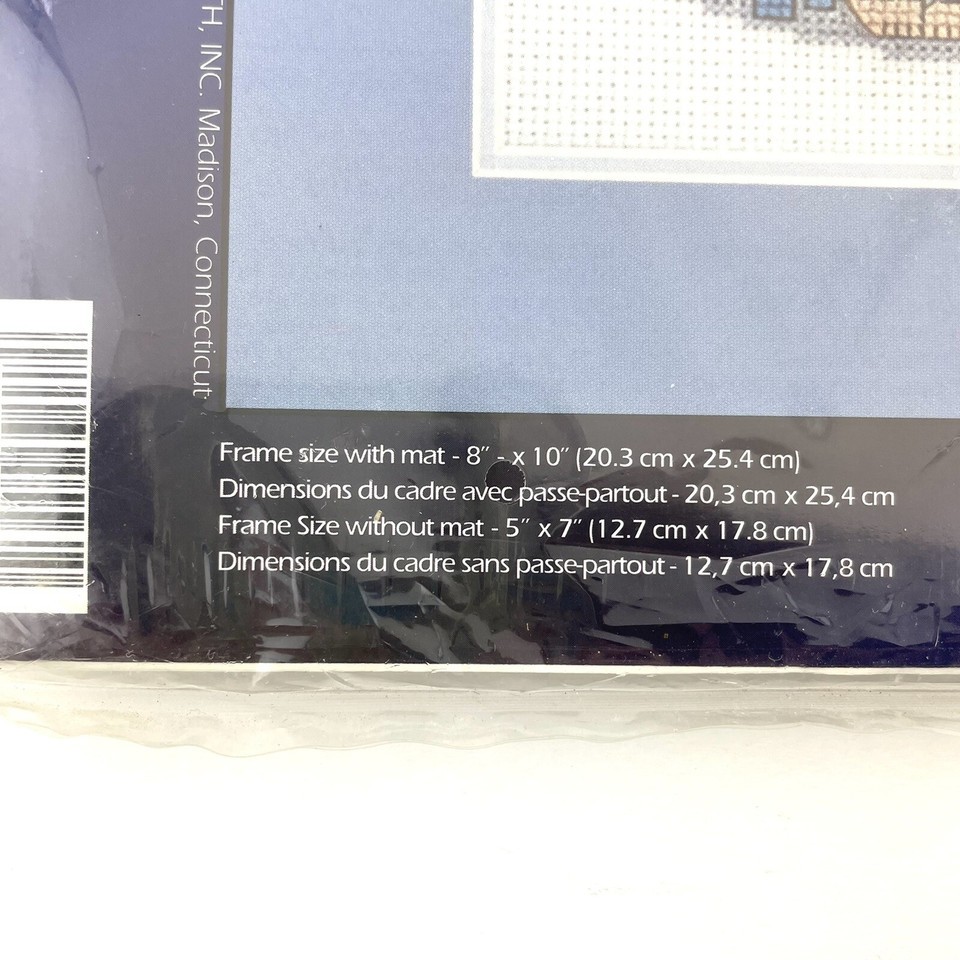 TH, INC. Madison, Connecticut
Frame size with mat - 8" - x 10" (20.3 cm x 25.4 cm)
Dimensions du cadre avec passe-partout - 20,3 cm x 25,4 cm
Frame Size without mat - 5" x 7" (12.7 cm x 17.8 cm)
Dimensions du cadre sans passe-partout - 12,7 cm x 17,8 cm